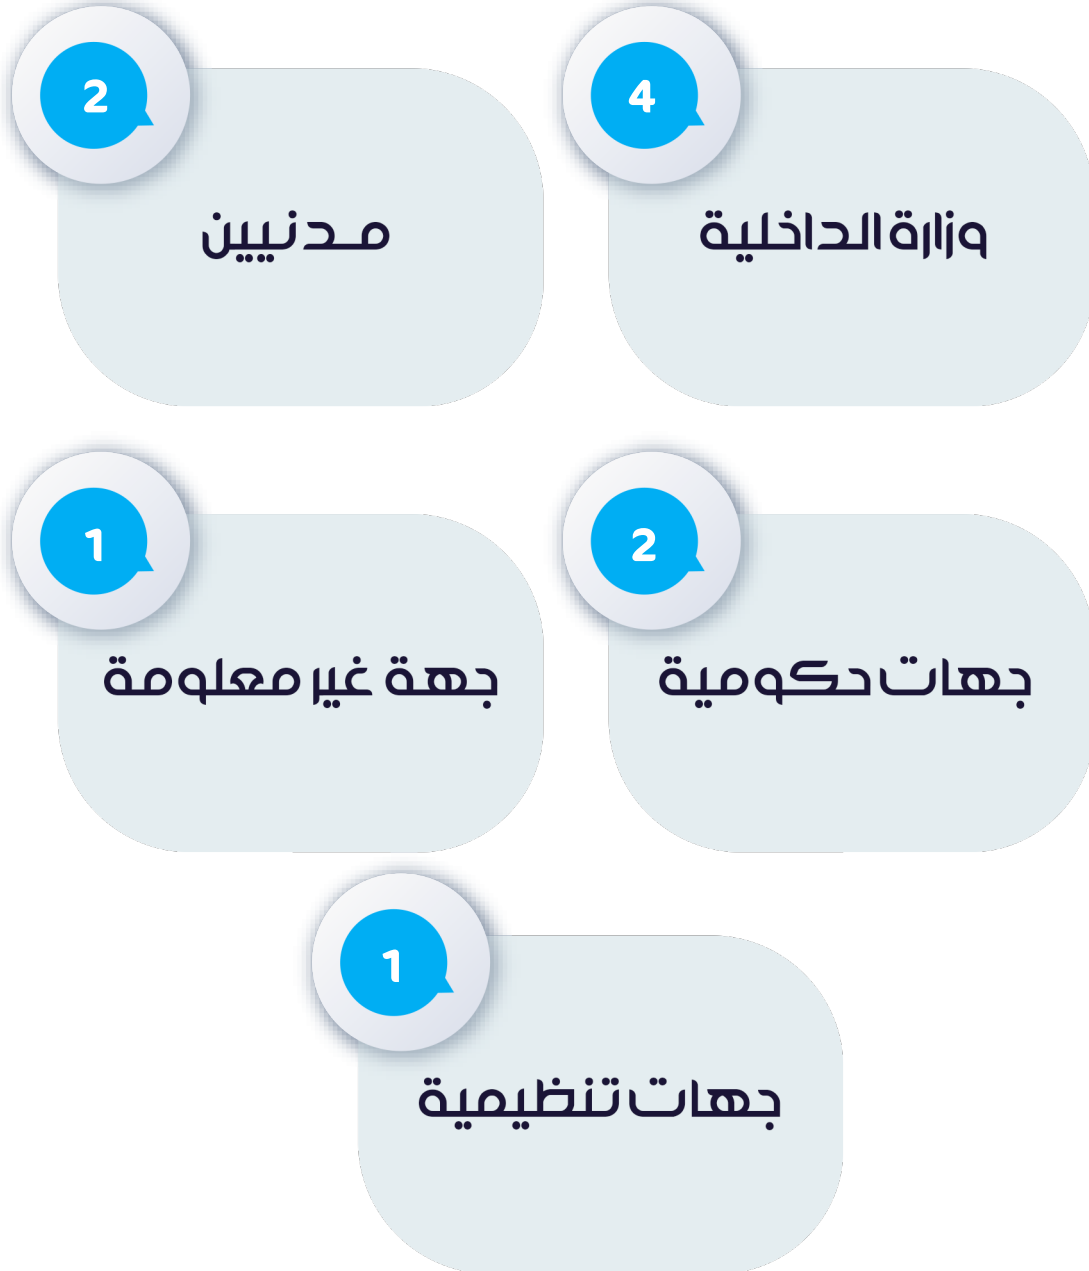 4
وزارة الداخلية
2
مدنيين
2
جهات حكومية
1
جهة غير معلومة
1
جهات تنظيمية